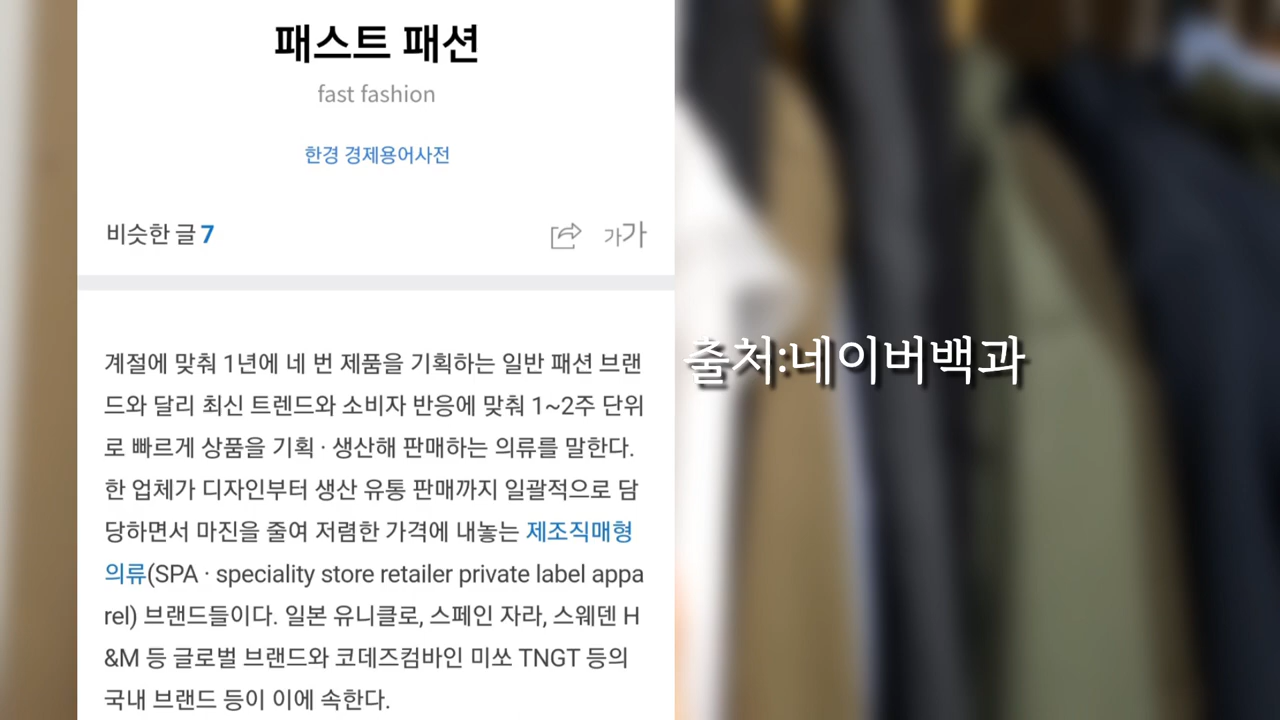 패스트 패션
fast fashion
한경 경제용어사전
비슷한 글 7
가가
계절에 맞춰 1년에 네 번 제품을 기획하는 일반 패션 브랜
드와 달리 최신 트렌드와 소비자 반응에 맞춰 1~2주 단위
로 빠르게 상품을 기획 · 생산해 판매하는 의류를 말한다.
한 업체가 디자인부터 생산 유통 판매까지 일괄적으로 담
당하면서 마진을 줄여 저렴한 가격에 내놓는 제조직매형
의류(SPA · speciality store retailer private label appa
rel) 브랜드들이다. 일본 유니클로, 스페인 자라, 스웨덴 H
&M 등 글로벌 브랜드와 코데즈컴바인 미쏘 TNGT 등의
국내 브랜드 등이 이에 속한다.
출처:네이버백과